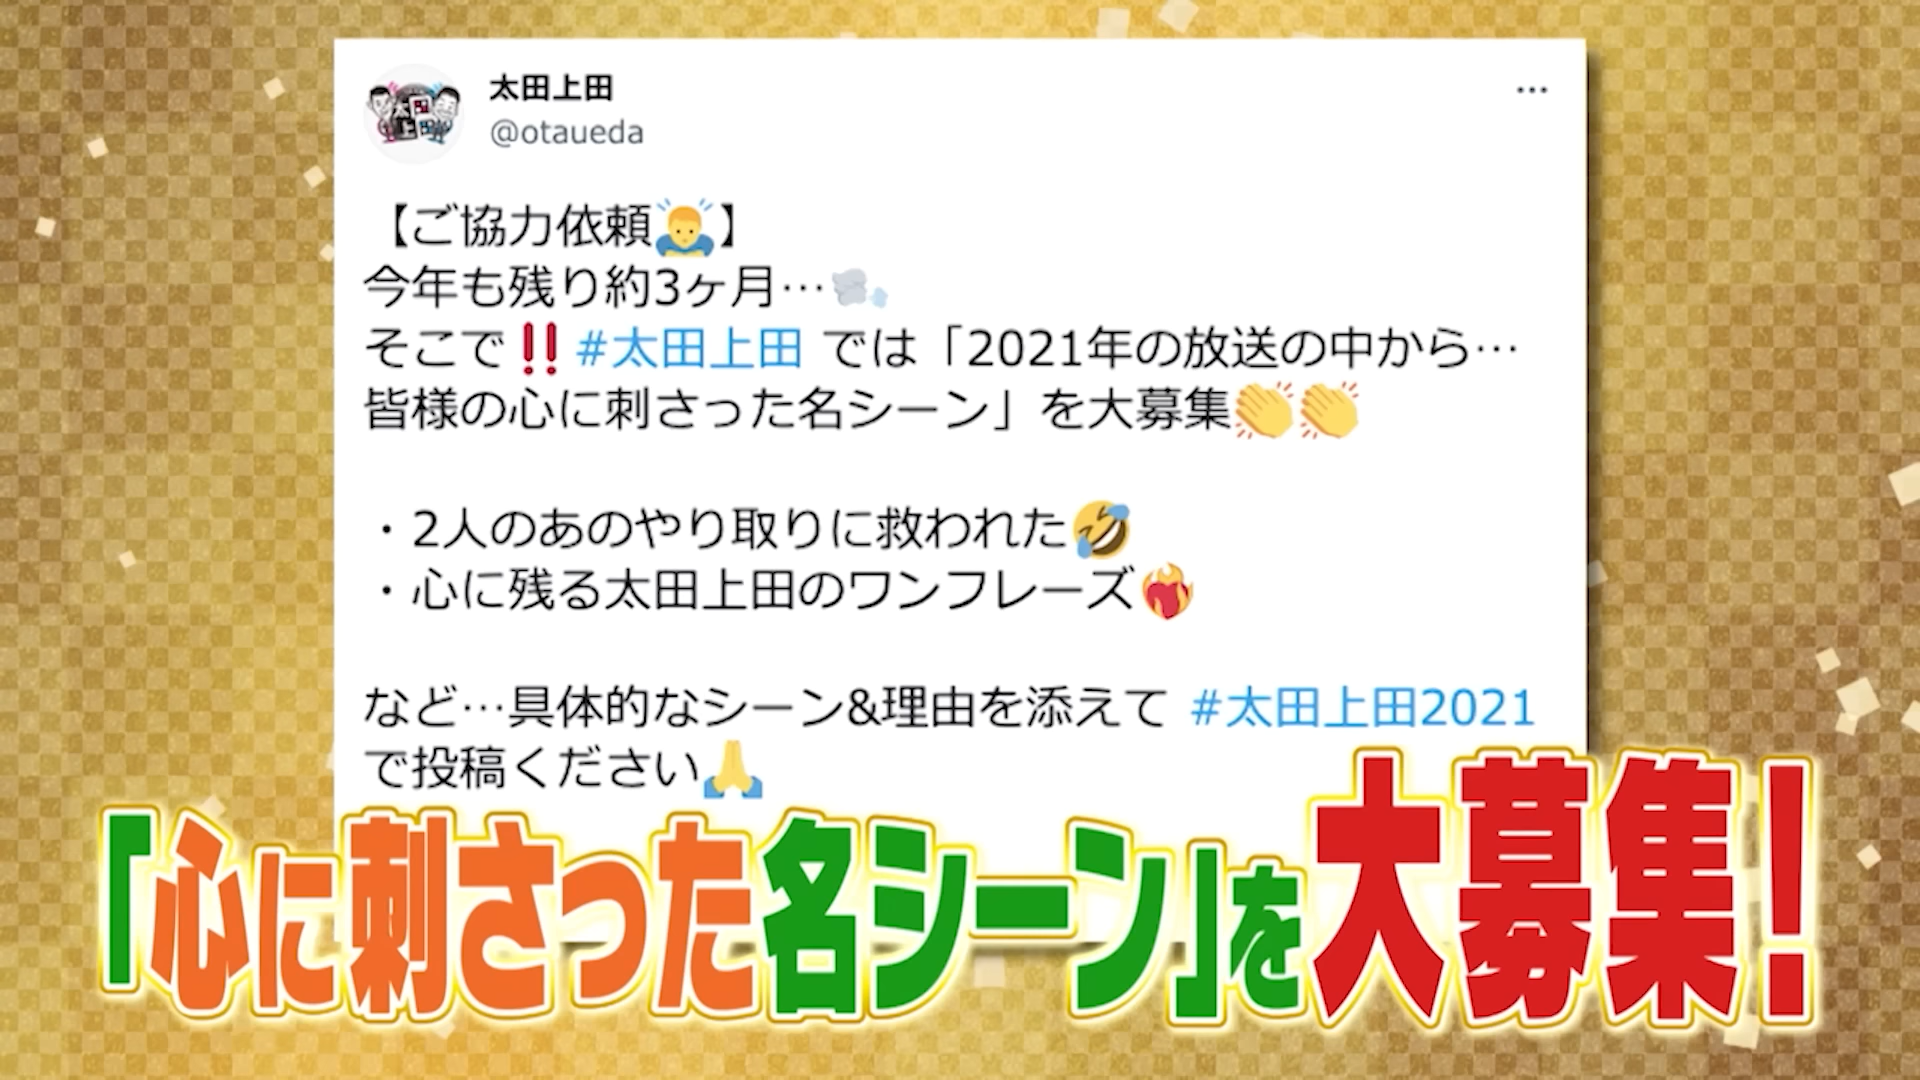 太田上田
@otaueda
【ご協力依頼🙇‍♂️】
今年も残り約3ヶ月…💨
そこで‼️#太田上田 では「2021年の放送の中から…
皆様の心に刺さった名シーン」を大募集👏👏
・2人のあのやり取りに救われた🤣
・心に残る太田上田のワンフレーズ❤️‍🔥
など…具体的なシーン&理由を添えて #太田上田2021
で投稿ください🙏
「心に刺さった名シーン」を大募集！